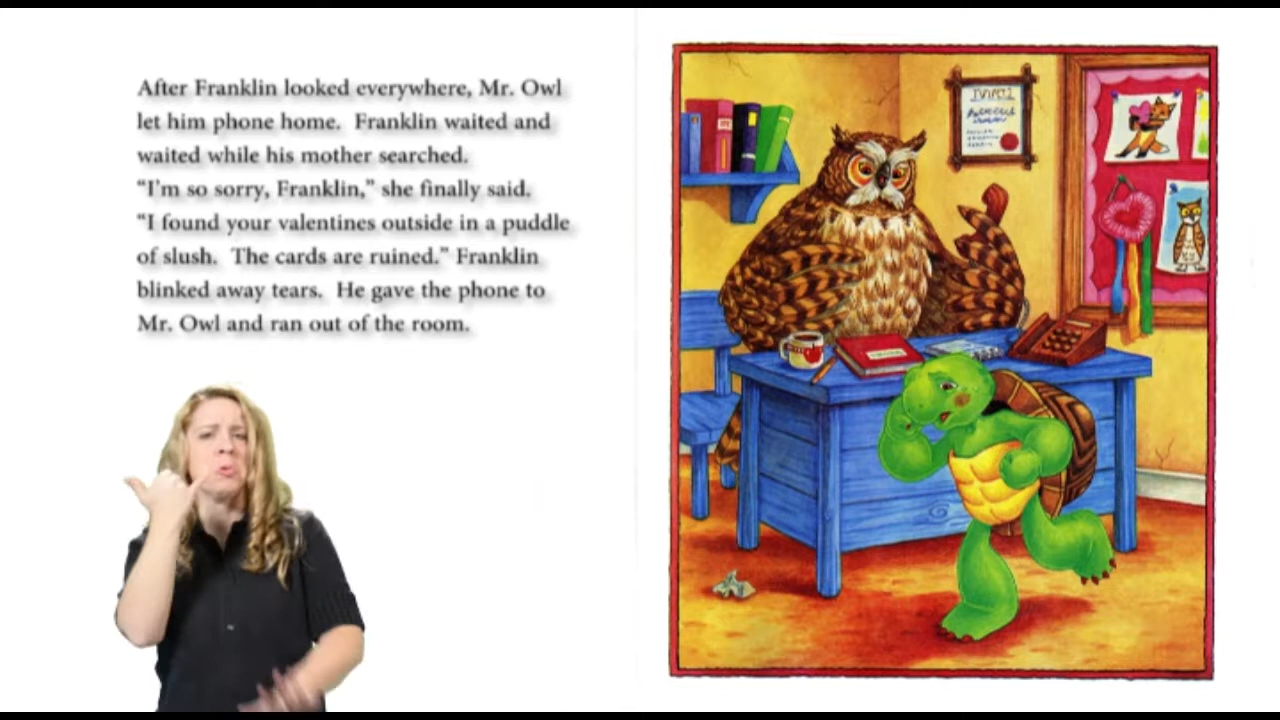 After Franklin looked everywhere, Mr. Owl
let him phone home.  Franklin waited and
waited while his mother searched.
“I’m so sorry, Franklin,” she finally said.
“I found your valentines outside in a puddle
of slush.  The cards are ruined.” Franklin
blinked away tears.  He gave the phone to
Mr. Owl and ran out of the room.